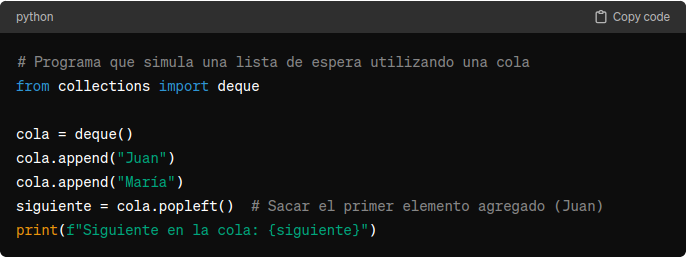 python
Copy code
# Programa que simula una lista de espera utilizando una cola
from collections import deque
cola = deque()
cola.append("Juan")
cola.append("María")
siguiente = cola.popleft()  # Sacar el primer elemento agregado (Juan)
print(f"Siguiente en la cola: {siguiente}")